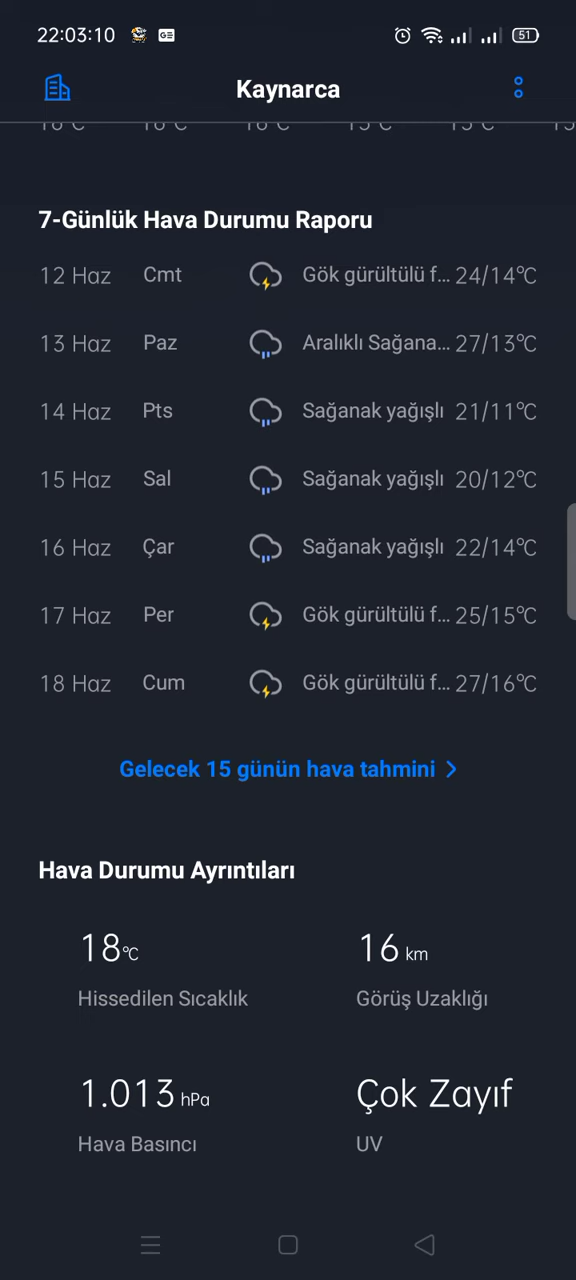 22:03:10 GE 51
Kaynarca
7-Günlük Hava Durumu Raporu
12 Haz Cmt Gök gürültülü f... 24/14°C
13 Haz Paz Aralıklı Sağana... 27/13°C
14 Haz Pts Sağanak yağışlı 21/11°C
15 Haz Sal Sağanak yağışlı 20/12°C
16 Haz Çar Sağanak yağışlı 22/14°C
17 Haz Per Gök gürültülü f... 25/15°C
18 Haz Cum Gök gürültülü f... 27/16°C
Gelecek 15 günün hava tahmini
Hava Durumu Ayrıntıları
18°C 16 km
Hissedilen Sıcaklık Görüş Uzaklığı
1.013 hPa Çok Zayıf
Hava Basıncı UV